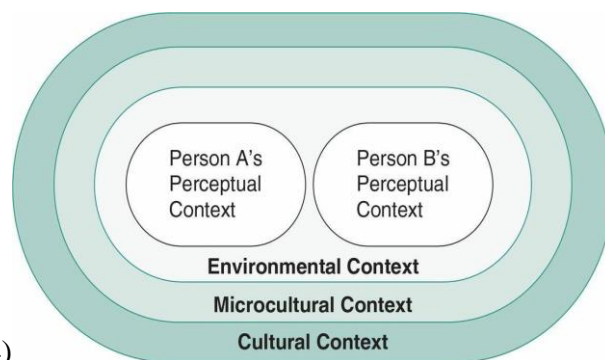 Person A's
Perceptual
Context
Person B's
Perceptual
Context
Environmental Context
Microcultural Context
Cultural Context
)